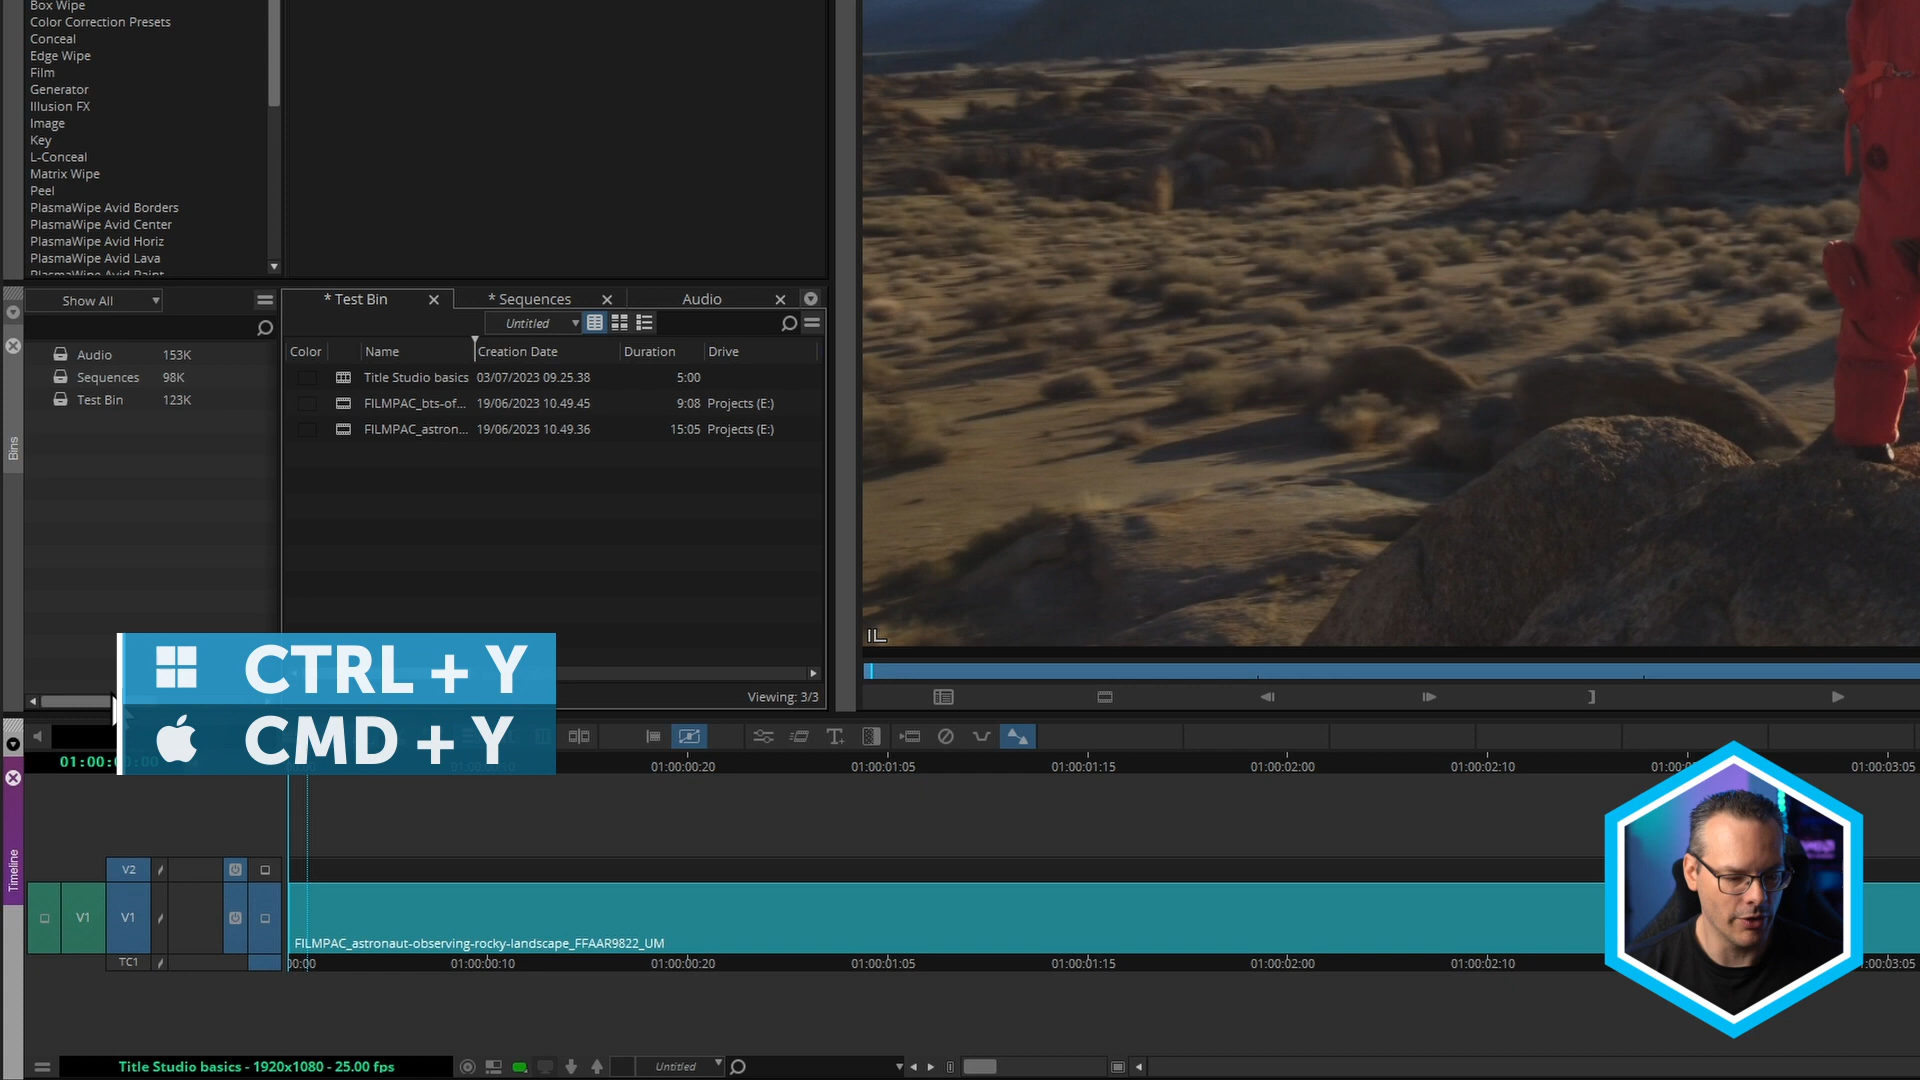 Box Wipe
Color Correction Presets
Conceal
Edge Wipe
Film
Generator
Illusion FX
Image
Key
L-Conceal
Matrix Wipe
Peel
PlasmaWipe Avid Borders
PlasmaWipe Avid Center
PlasmaWipe Avid Horiz
PlasmaWipe Avid Lava
PlasmaWipe Avid Paint
Show All
* Test Bin
* Sequences
Audio
Untitled
Color
Name
Creation Date
Duration
Drive
Audio 153K
Sequences 98K
Test Bin 123K
Title Studio basics 03/07/2023 09.25.38 5:00
FILMPAC_bts-of... 19/06/2023 10.49.45 9:08 Projects (E:)
FILMPAC_astron... 19/06/2023 10.49.36 15:05 Projects (E:)
Bins
Viewing: 3/3
CTRL + Y
CMD + Y
01:00:00:20
01:00:01:05
01:00:01:15
01:00:02:00
01:00:02:10
01:00:03:05
Timeline
V2
V1
V1
FILMPAC_astronaut-observing-rocky-landscape_FFAAR9822_UM
TC1
00:00
01:00:00:10
01:00:00:20
01:00:01:05
01:00:01:15
01:00:02:00
01:00:02:10
:00:03:05
Title Studio basics - 1920x1080 - 25.00 fps
Untitled